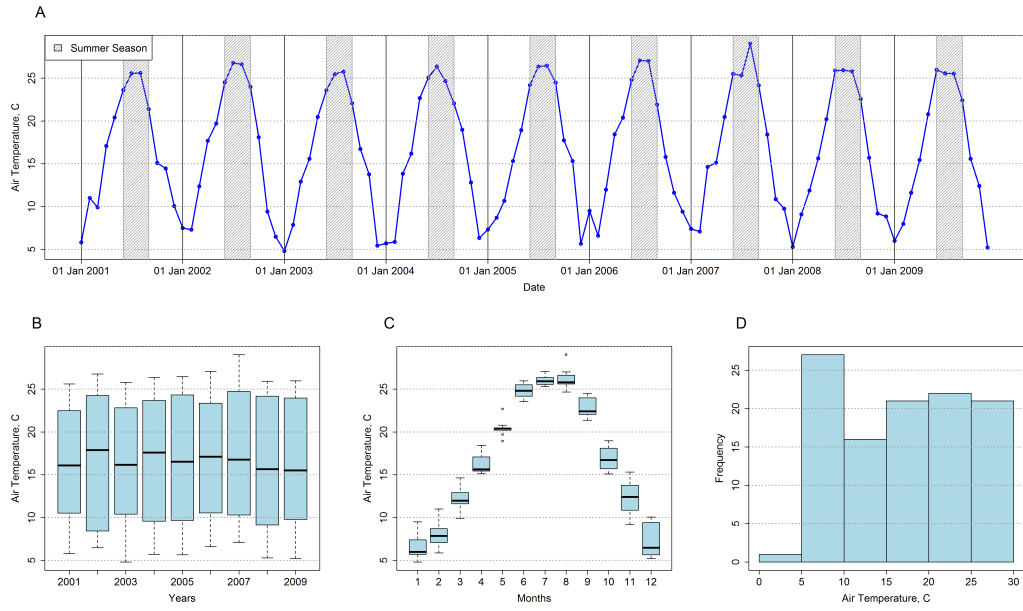 A
Summer Season
Air Temperature, C
25
20
15
10
5
01 Jan 2001 01 Jan 2002 01 Jan 2003 01 Jan 2004 01 Jan 2005 01 Jan 2006 01 Jan 2007 01 Jan 2008 01 Jan 2009
Date
B
Air Temperature, C
25
20
15
10
5
2001 2003 2005 2007 2009
Years
C
Air Temperature, C
25
20
15
10
5
1 2 3 4 5 6 7 8 9 10 11 12
Months
D
Frequency
25
20
15
10
5
0
0 5 10 15 20 25 30
Air Temperature, C